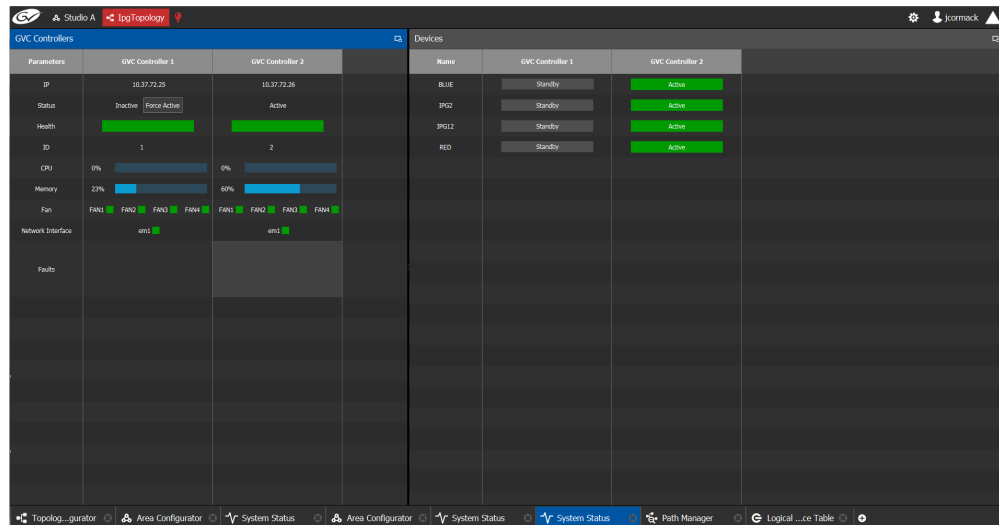 GV Studio A IpgTopology jcormack
GVC Controllers
Devices
Parameters GVC Controller 1 GVC Controller 2
Name GVC Controller 1 GVC Controller 2
IP 10.37.72.25 10.37.72.26
BLUE Standby Active
Status Inactive Force Active Active
IPG2 Standby Active
Health
IPG12 Standby Active
ID 1 2
RED Standby Active
CPU 0% 0%
Memory 23% 60%
Fan FAN1 FAN2 FAN3 FAN4 FAN1 FAN2 FAN3 FAN4
Network Interface em1 em1
Faults
Topolog...gurator Area Configurator System Status Area Configurator System Status System Status Path Manager Logical ...ce Table